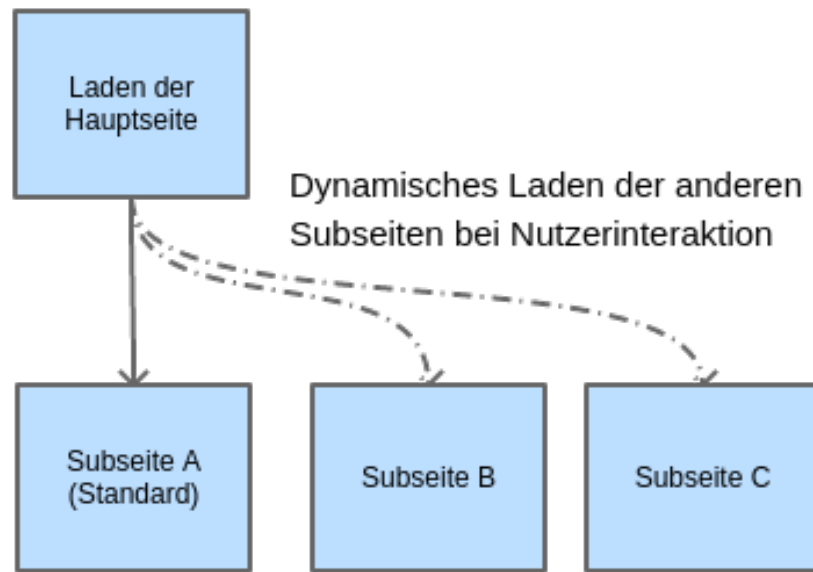 Laden der
Hauptseite
Dynamisches Laden der anderen
Subseiten bei Nutzerinteraktion
Subseite A
(Standard)
Subseite B
Subseite C